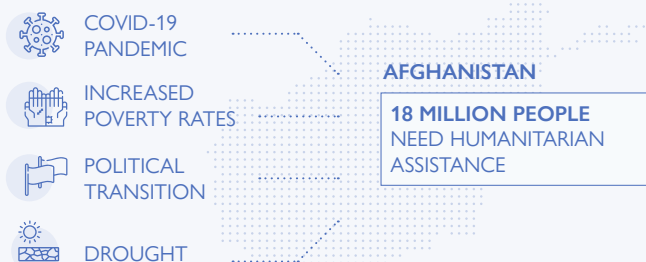 COVID-19
PANDEMIC
INCREASED
POVERTY RATES
POLITICAL
TRANSITION
DROUGHT
AFGHANISTAN
18 MILLION PEOPLE
NEED HUMANITARIAN
ASSISTANCE